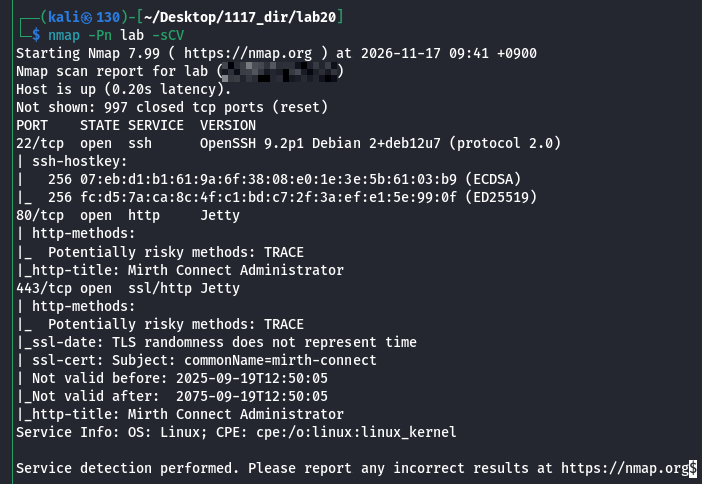 ┌──(kali㉿130)-[~/Desktop/1117_dir/lab20]
└─$ nmap -Pn lab -sCV
Starting Nmap 7.99 ( https://nmap.org ) at 2026-11-17 09:41 +0900
Nmap scan report for lab ( )
Host is up (0.20s latency).
Not shown: 997 closed tcp ports (reset)
PORT    STATE SERVICE  VERSION
22/tcp  open  ssh      OpenSSH 9.2p1 Debian 2+deb12u7 (protocol 2.0)
| ssh-hostkey:
|   256 07:eb:d1:b1:61:9a:6f:38:08:e0:1e:3e:5b:61:03:b9 (ECDSA)
|_  256 fc:d5:7a:ca:8c:4f:c1:bd:c7:2f:3a:ef:e1:5e:99:0f (ED25519)
80/tcp  open  http     Jetty
| http-methods:
|_  Potentially risky methods: TRACE
|_http-title: Mirth Connect Administrator
443/tcp open  ssl/http Jetty
| http-methods:
|_  Potentially risky methods: TRACE
|_ssl-date: TLS randomness does not represent time
| ssl-cert: Subject: commonName=mirth-connect
| Not valid before: 2025-09-19T12:50:05
|_Not valid after:  2075-09-19T12:50:05
|_http-title: Mirth Connect Administrator
Service Info: OS: Linux; CPE: cpe:/o:linux:linux_kernel

Service detection performed. Please report any incorrect results at https://nmap.org$